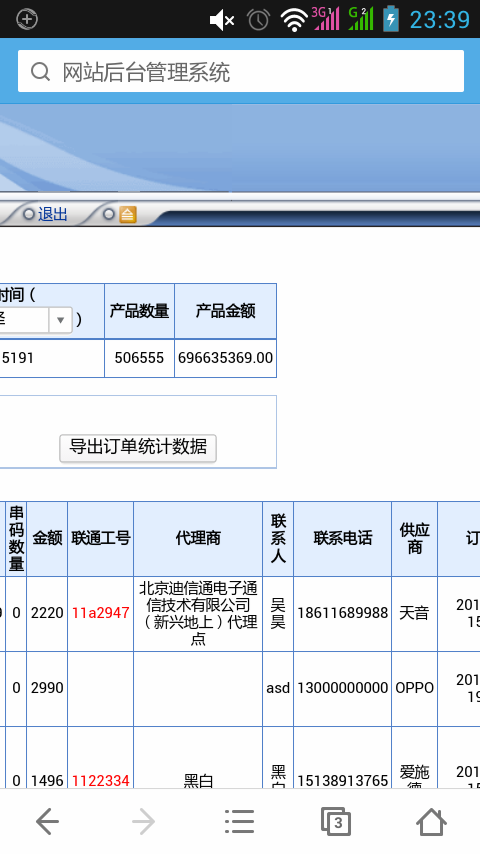 3G 1 G 2 23:39
网站后台管理系统
退出
时间（
）
产品数量 产品金额
5191 506555 696635369.00
导出订单统计数据
串码数量 金额 联通工号 代理商 联系人 联系电话 供应商 订
0 2220 11a2947 北京迪信通电子通信技术有限公司（新兴地上）代理点 吴昊 18611689988 天音 201 15
0 2990 asd 13000000000 OPPO 201 19
0 1496 1122334 黑白 黑白 15138913765 爱施德 201 15
3